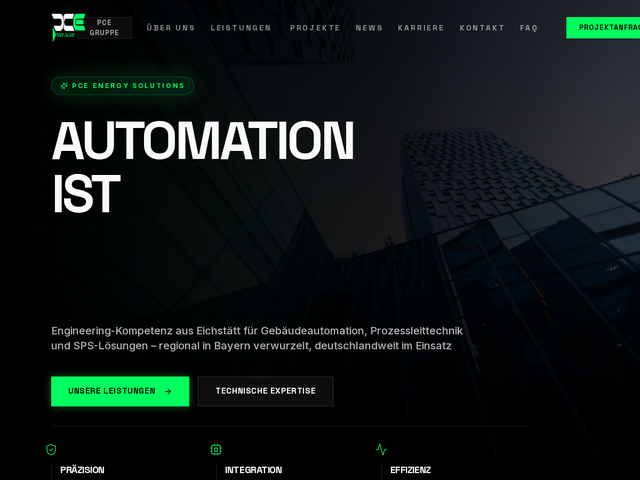 PCE
PCE
GRUPPE
ÜBER UNS
LEISTUNGEN
PROJEKTE
NEWS
KARRIERE
KONTAKT
FAQ
PROJEKTANFRAG
PCE ENERGY SOLUTIONS
AUTOMATION
IST
Engineering-Kompetenz aus Eichstätt für Gebäudeautomation, Prozessleittechnik
und SPS-Lösungen – regional in Bayern verwurzelt, deutschlandweit im Einsatz
UNSERE LEISTUNGEN
TECHNISCHE EXPERTISE
PRÄZISION
INTEGRATION
EFFIZIENZ